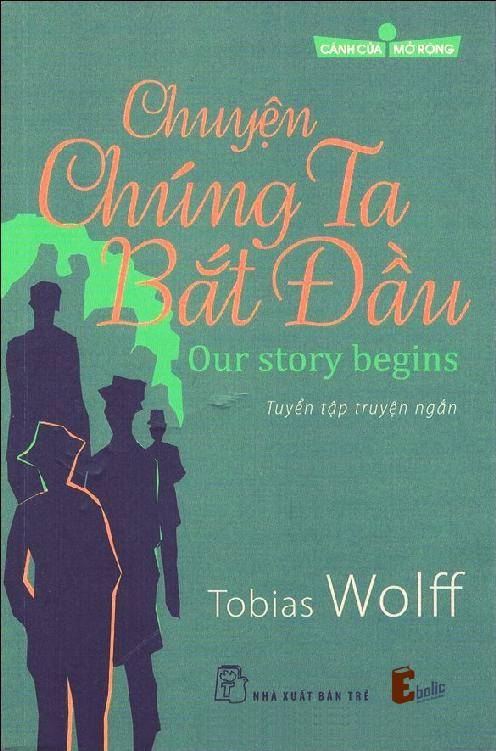 CÁNH CỬA MỞ RỘNG
Chuyện
Chúng Ta
Bắt Đầu
Our story begins
Tuyển tập truyện ngắn
Tobias Wolff
NHÀ XUẤT BẢN TRẺ
Ebolic